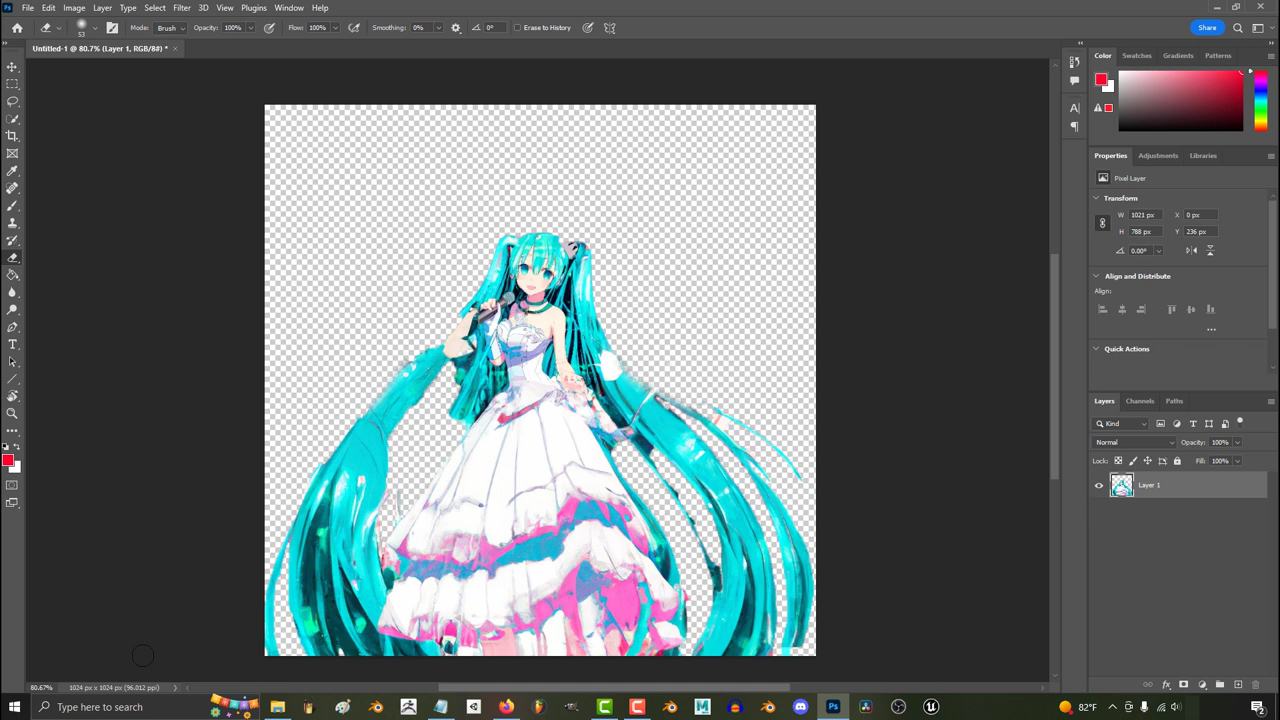 Ps File Edit Image Layer Type Select Filter 3D View Plugins Window Help
53 Mode: Brush Opacity: 100% Flow: 100% Smoothing: 0% 0° Erase to History Share
Untitled-1 @ 80.7% (Layer 1, RGB/8#) * ×
Color Swatches Gradients Patterns
Properties Adjustments Libraries
Pixel Layer
Transform
W 1021 px X 0 px
H 788 px Y 236 px
0.00°
Align and Distribute
Align:
Quick Actions
Layers Channels Paths
Kind
Normal Opacity: 100%
Lock: Fill: 100%
Layer 1
80.67% 1024 px x 1024 px (96.012 ppi)
Type here to search
82°F